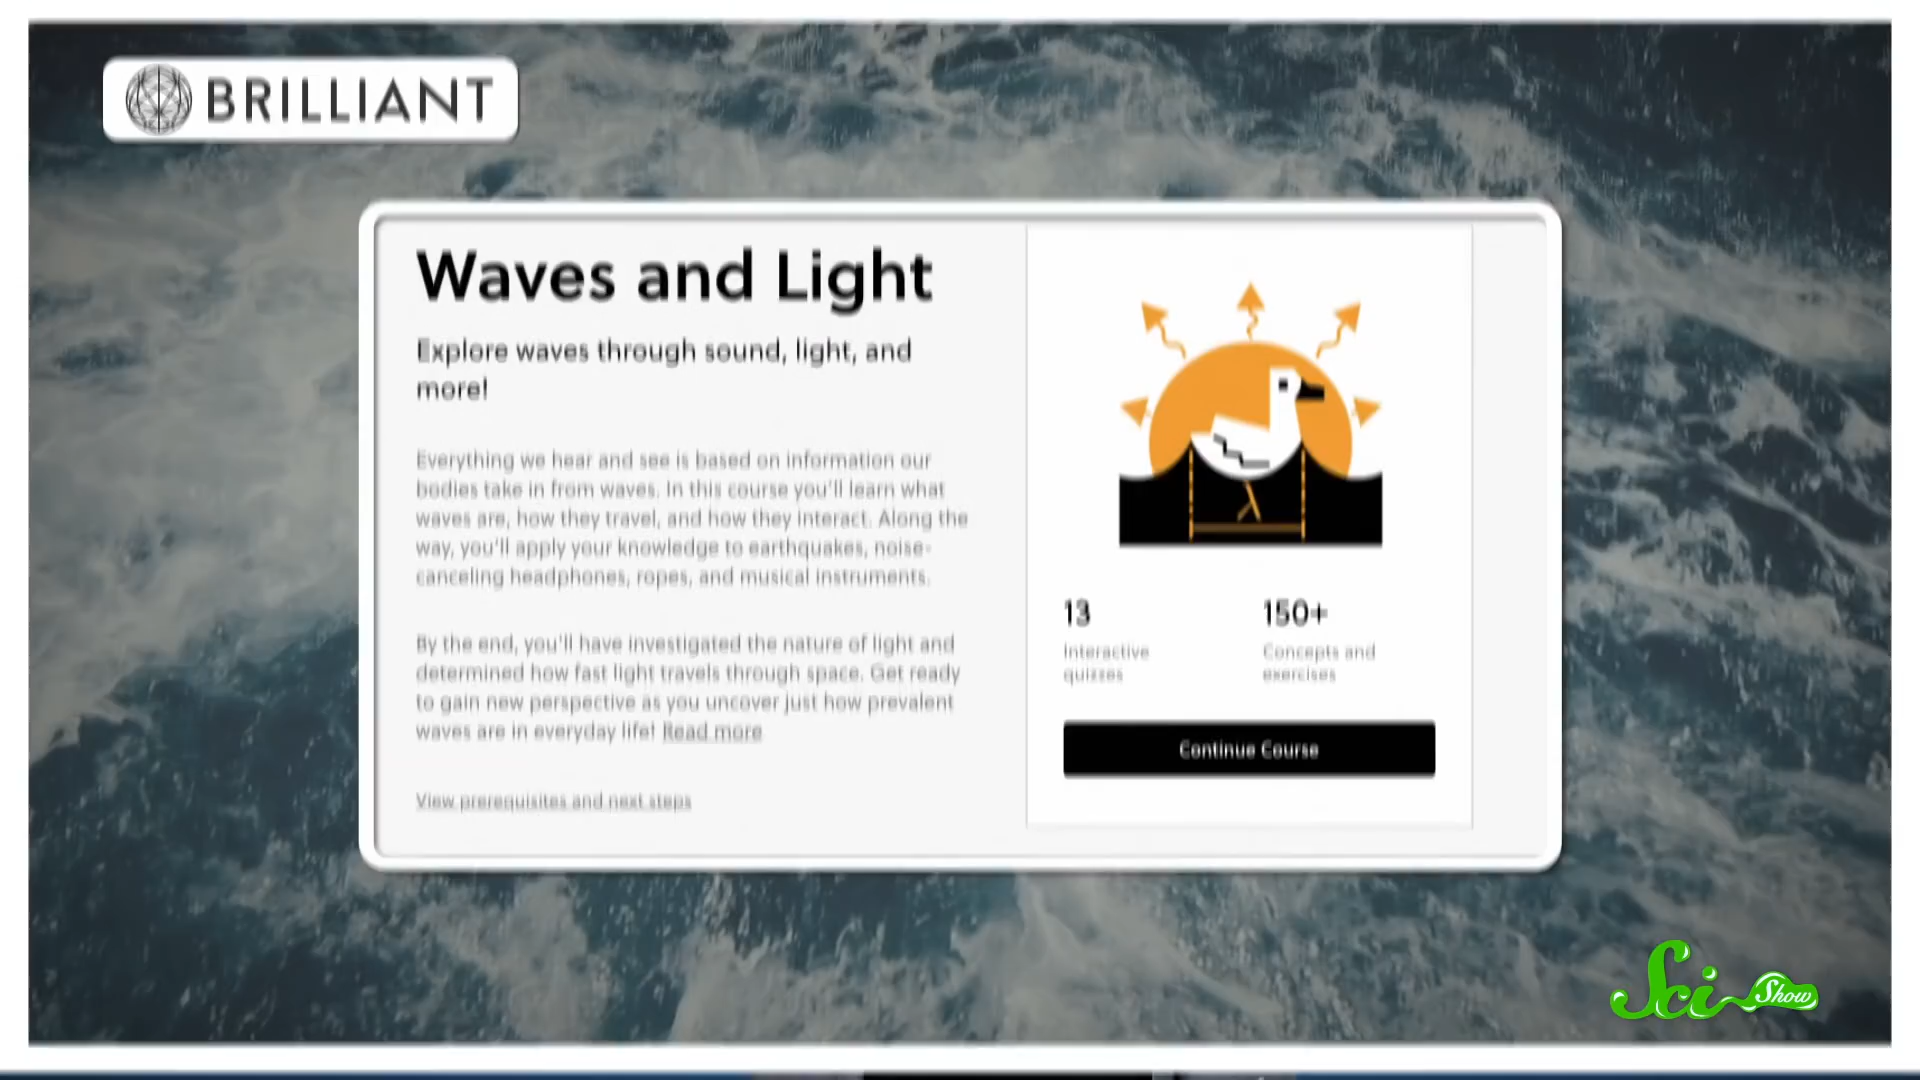 BRILLIANT
Waves and Light
Explore waves through sound, light, and
more!
Everything we hear and see is based on information our
bodies take in from waves. In this course you'll learn what
waves are, how they travel, and how they interact. Along the
way, you'll apply your knowledge to earthquakes, noise-
canceling headphones, ropes, and musical instruments.
By the end, you'll have investigated the nature of light and
determined how fast light travels through space. Get ready
to gain new perspective as you uncover just how prevalent
waves are in everyday life! Read more
View prerequisites and next steps
λ
13
Interactive
quizzes
150+
Concepts and
exercises
Continue Course
Sci Show